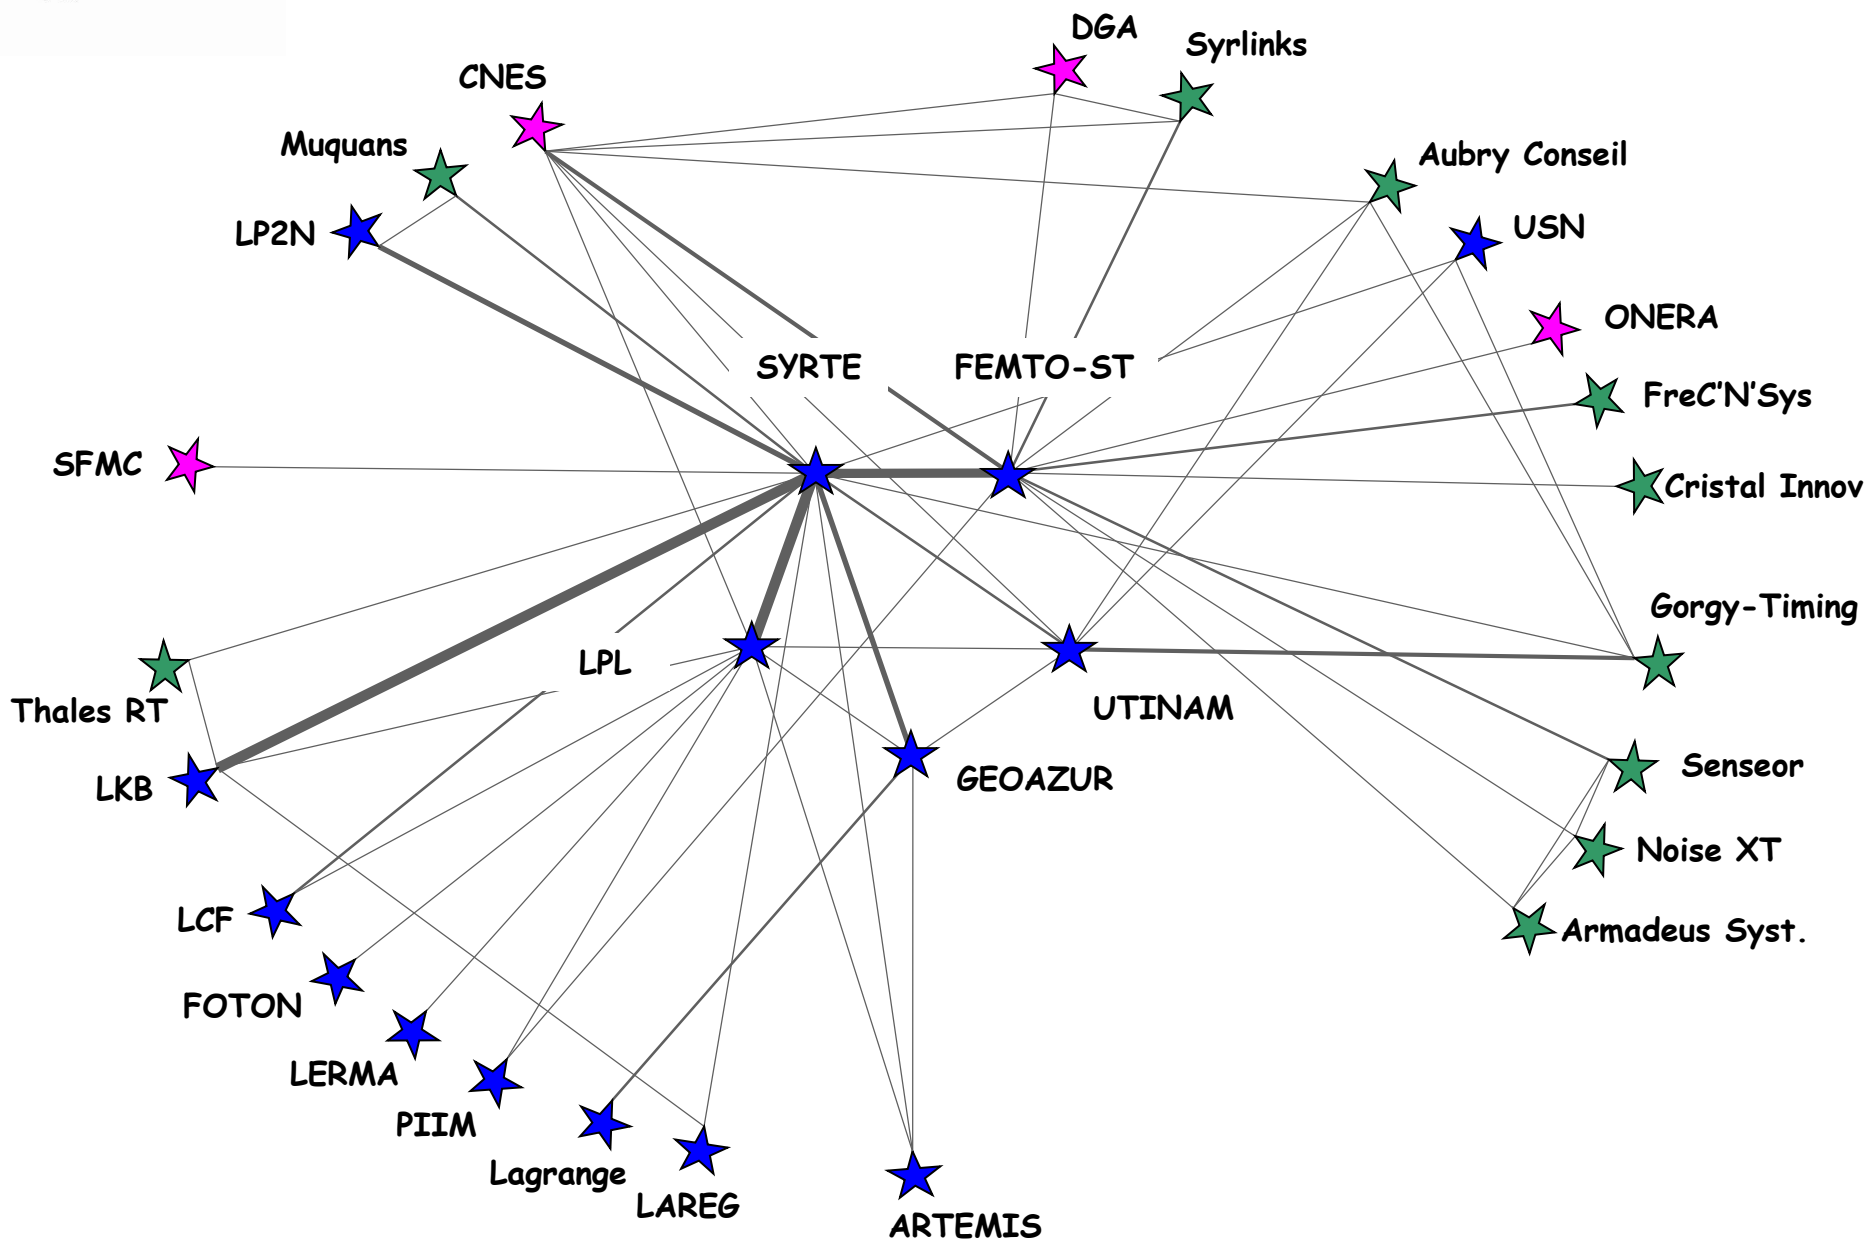 DGA
Syrlinks
CNES
Muquans
Aubry Conseil
LP2N
USN
ONERA
SYRTE
FEMTO-ST
FreC'N'Sys
SFMC
Cristal Innov
Gorgy-Timing
LPL
Thales RT
UTINAM
LKB
GEOAZUR
Senseor
Noise XT
LCF
Armadeus Syst.
FOTON
LERMA
PIIM
Lagrange
LAREG
ARTEMIS